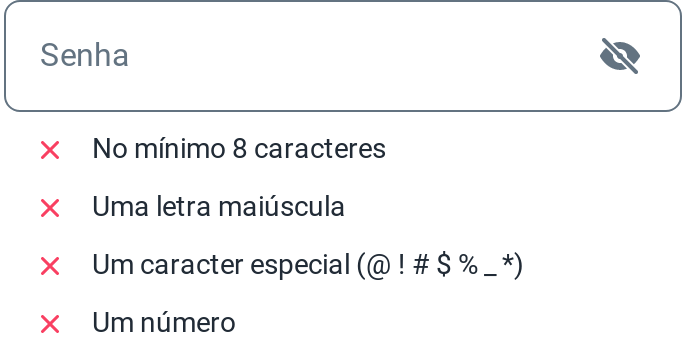 Senha
No mínimo 8 caracteres
Uma letra maiúscula
Um caracter especial (@ ! # $ % _ *)
Um número